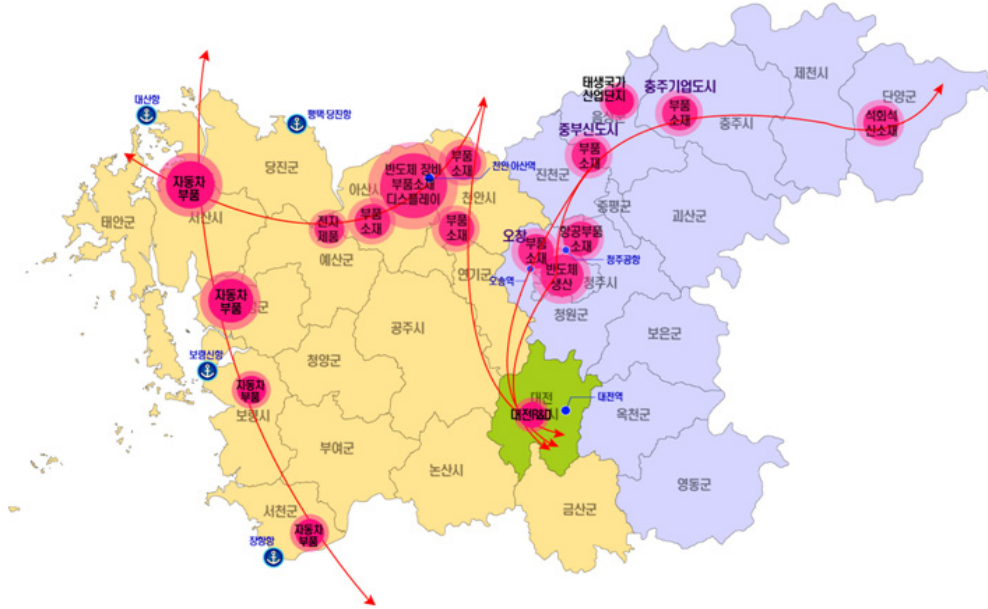 태생국가
산업단지
충주기업도시
제천시
단양군
대산항
평택·당진항
부품
소재
석회석
신소재
충주시
중부신도시
당진군
부품
소재
반도체 장비
부품소재
디스플레이
아산시
부품
소재
천안·아산역
천안시
진천군
자동차
부품
서산시
태안군
증평군
괴산군
전자
제품
부품
소재
부품
소재
오창
부품
소재
항공부품
소재
청주공항
예산군
연기군
오송역
반도체
생산
청주시
자동차
부품
청원군
공주시
보은군
보령신항
청양군
자동차
부품
보령시
대전
대전R&D
대전역
옥천군
부여군
논산시
영동군
금산군
서천군
자동차
부품
장항항